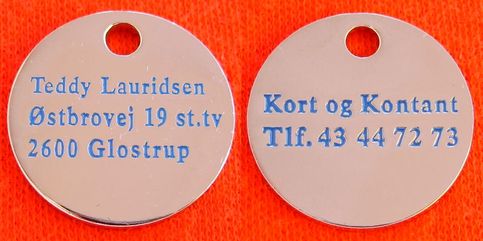 Teddy Lauridsen
Østbrovej 19 st.tv
2600 Glostrup
Kort og Kontant
Tlf. 43 44 72 73